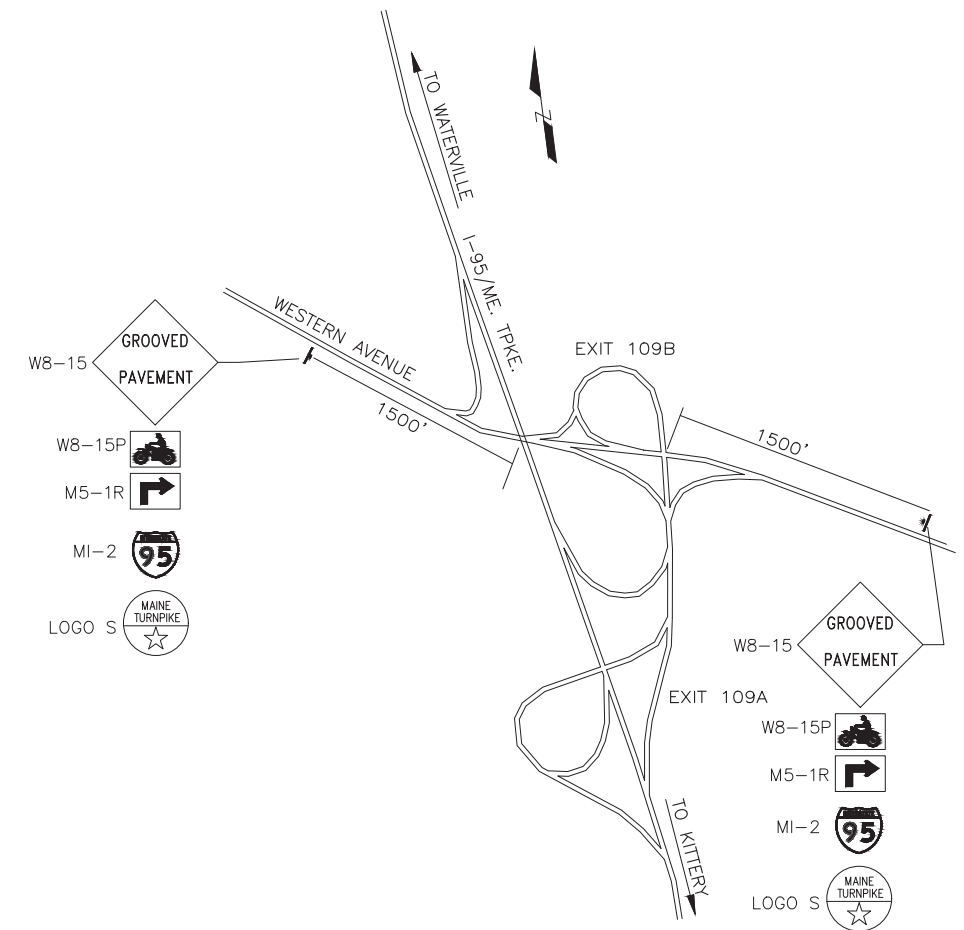 TO WATERVILLE
N
I-95/ME. TPKE.
WESTERN AVENUE
1500'
EXIT 109B
1500'
W8-15
GROOVED
PAVEMENT
W8-15P
M5-1R
MI-2
95
LOGO S
MAINE
TURNPIKE
EXIT 109A
TO KITTERY
W8-15
GROOVED
PAVEMENT
W8-15P
M5-1R
MI-2
95
LOGO S
MAINE
TURNPIKE